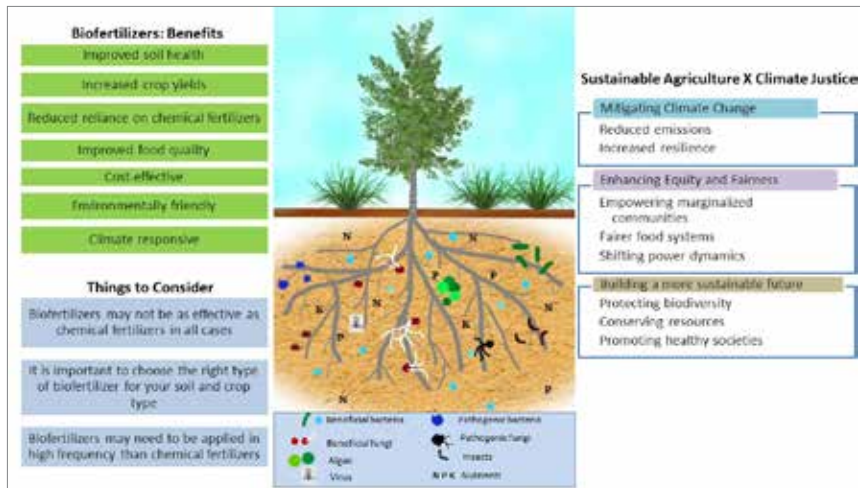 Biofertilizers: Benefits
Improved soil health
Increased crop yields
Reduced reliance on chemical fertilizers
Improved food quality
Cost-effective
Environmentally friendly
Climate responsive
Things to Consider
Biofertilizers may not be as effective as
chemical fertilizers in all cases
It is important to choose the right type
of biofertilizer for your soil and crop
type
Biofertilizers may need to be applied in
high frequency than chemical fertilizers
N
N
N
P
P
K
N
K
N
P
N
P
Beneficial bacteria
Beneficial fungi
Algae
Virus
Pathogenic bacteria
Pathogenic fungi
Insects
N P K Nutrients
Sustainable Agriculture X Climate Justice
Mitigating Climate Change
Reduced emissions
Increased resilience
Enhancing Equity and Fairness
Empowering marginalized
communities
Fairer food systems
Shifting power dynamics
Building a more sustainable future
Protecting biodiversity
Conserving resources
Promoting healthy societies